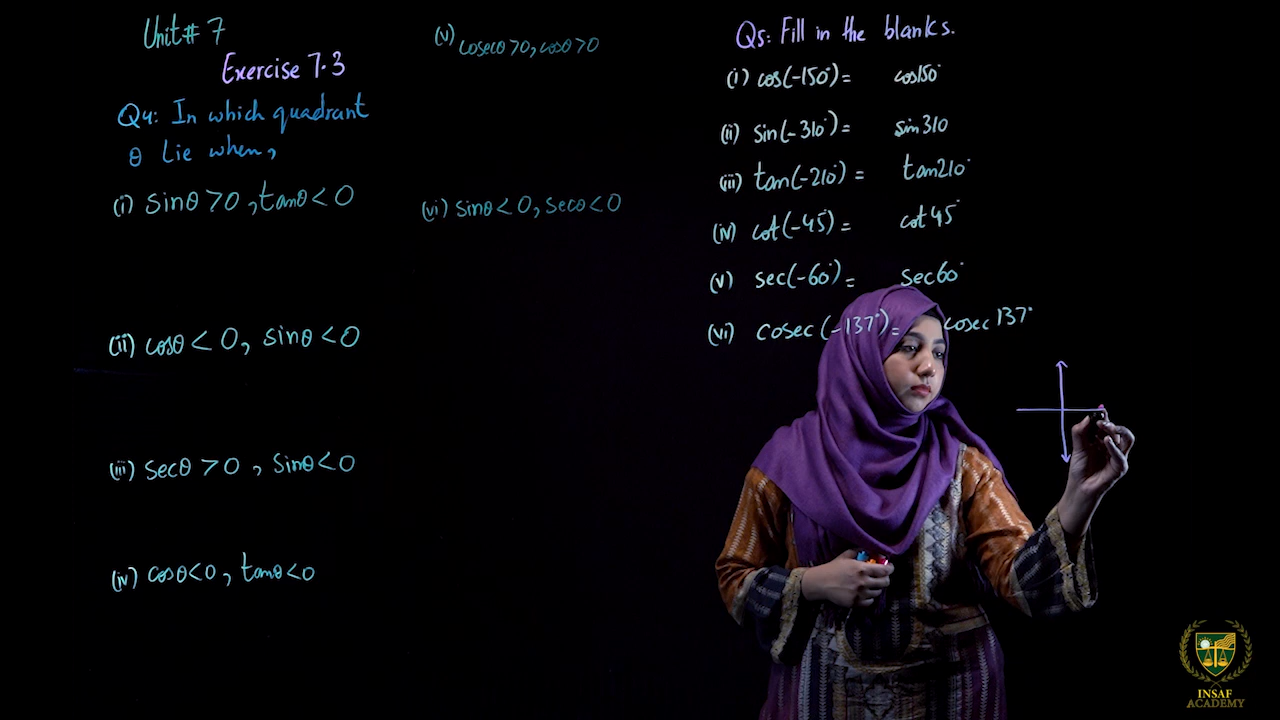 Unit# 7
Exercise 7.3
Q4: In which quadrant
θ Lie when,
(i) sinθ >0 , tanθ < 0
(ii) cosθ < 0, sinθ < 0
(iii) secθ > 0 , sinθ < 0
(iv) cosθ<0 , tanθ<0
(v) cosecθ >0, cosθ >0
(vi) sinθ < 0, secθ < 0
Q5: Fill in the blanks.
(i) cos(-150°) = cos150°
(ii) sin(-310°) = sin310
(iii) tan(-210°) = tan210°
(iv) cot(-45°) = cot45°
(v) sec(-60°) = sec60°
(vi) cosec (-137°) = cosec 137°
INSAF
ACADEMY